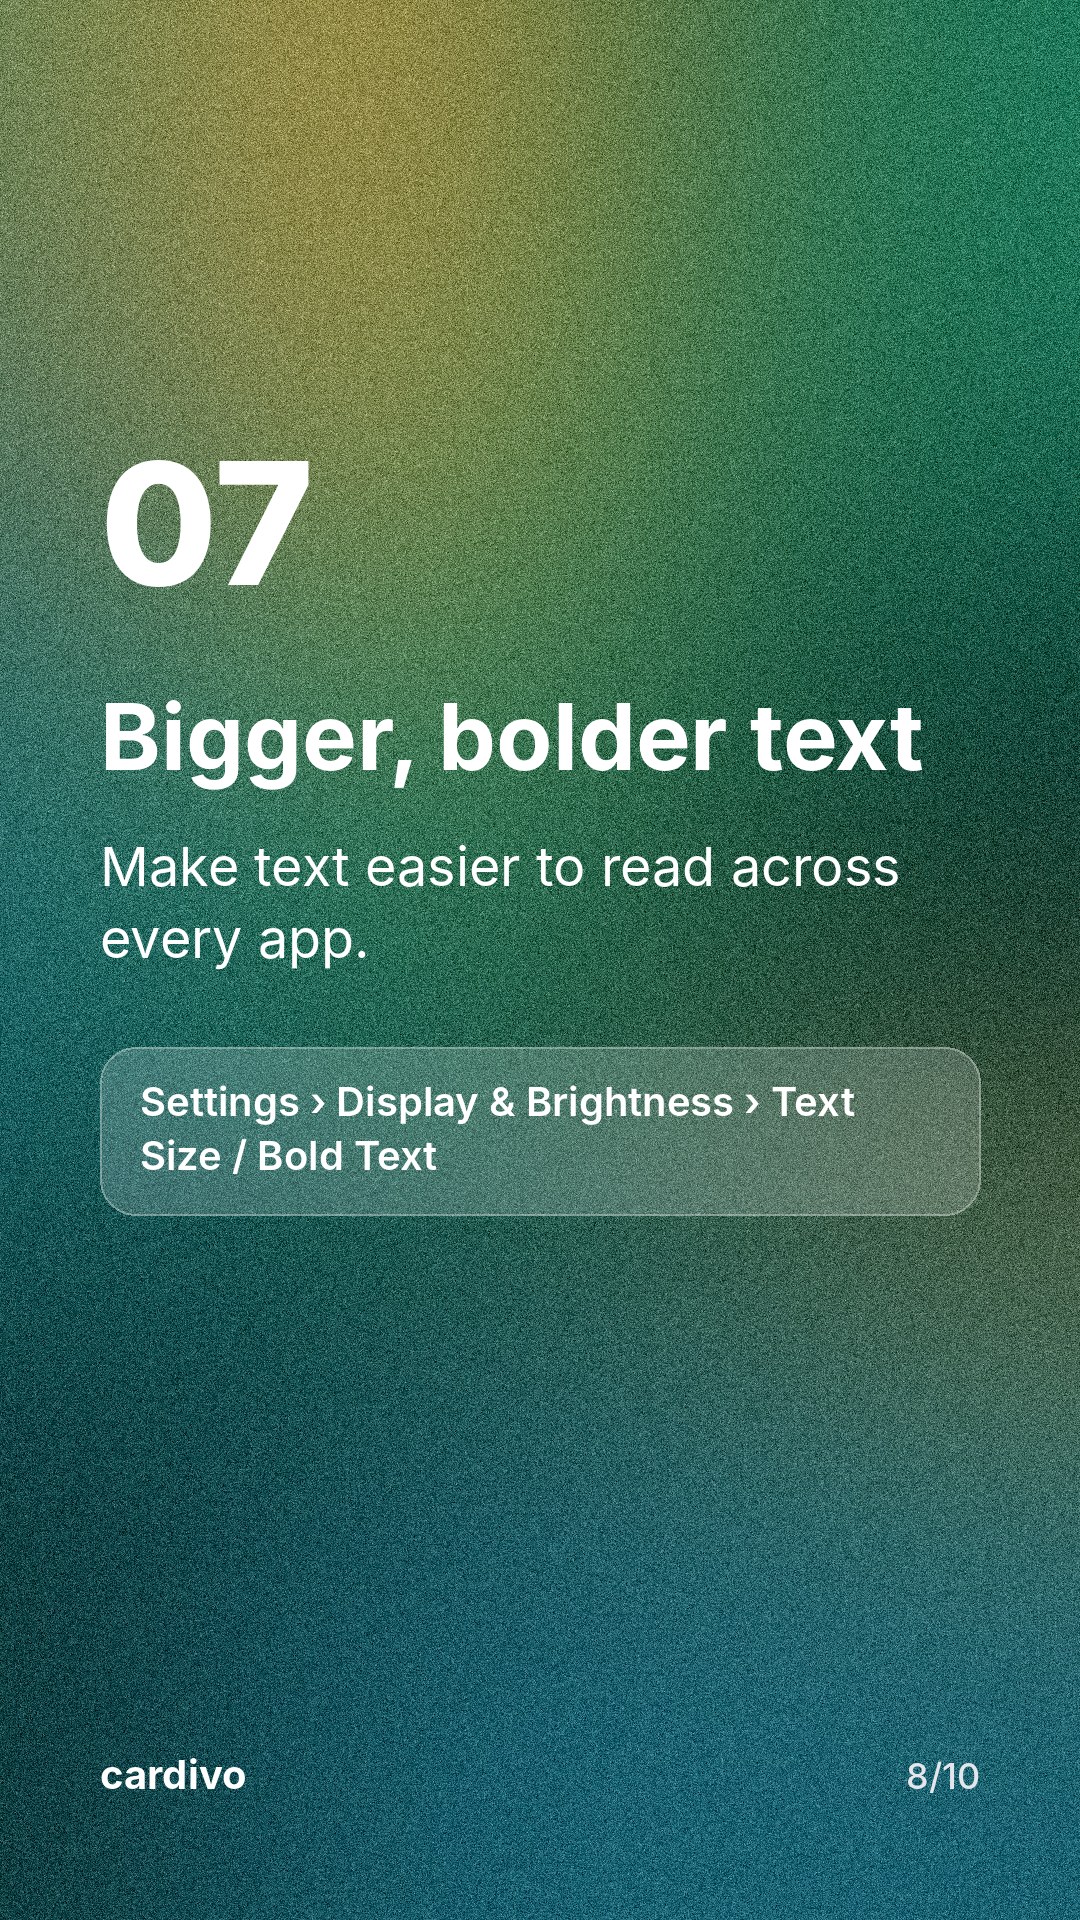 07
Bigger, bolder text
Make text easier to read across
every app.
Settings › Display & Brightness › Text
Size / Bold Text
cardivo
8/10